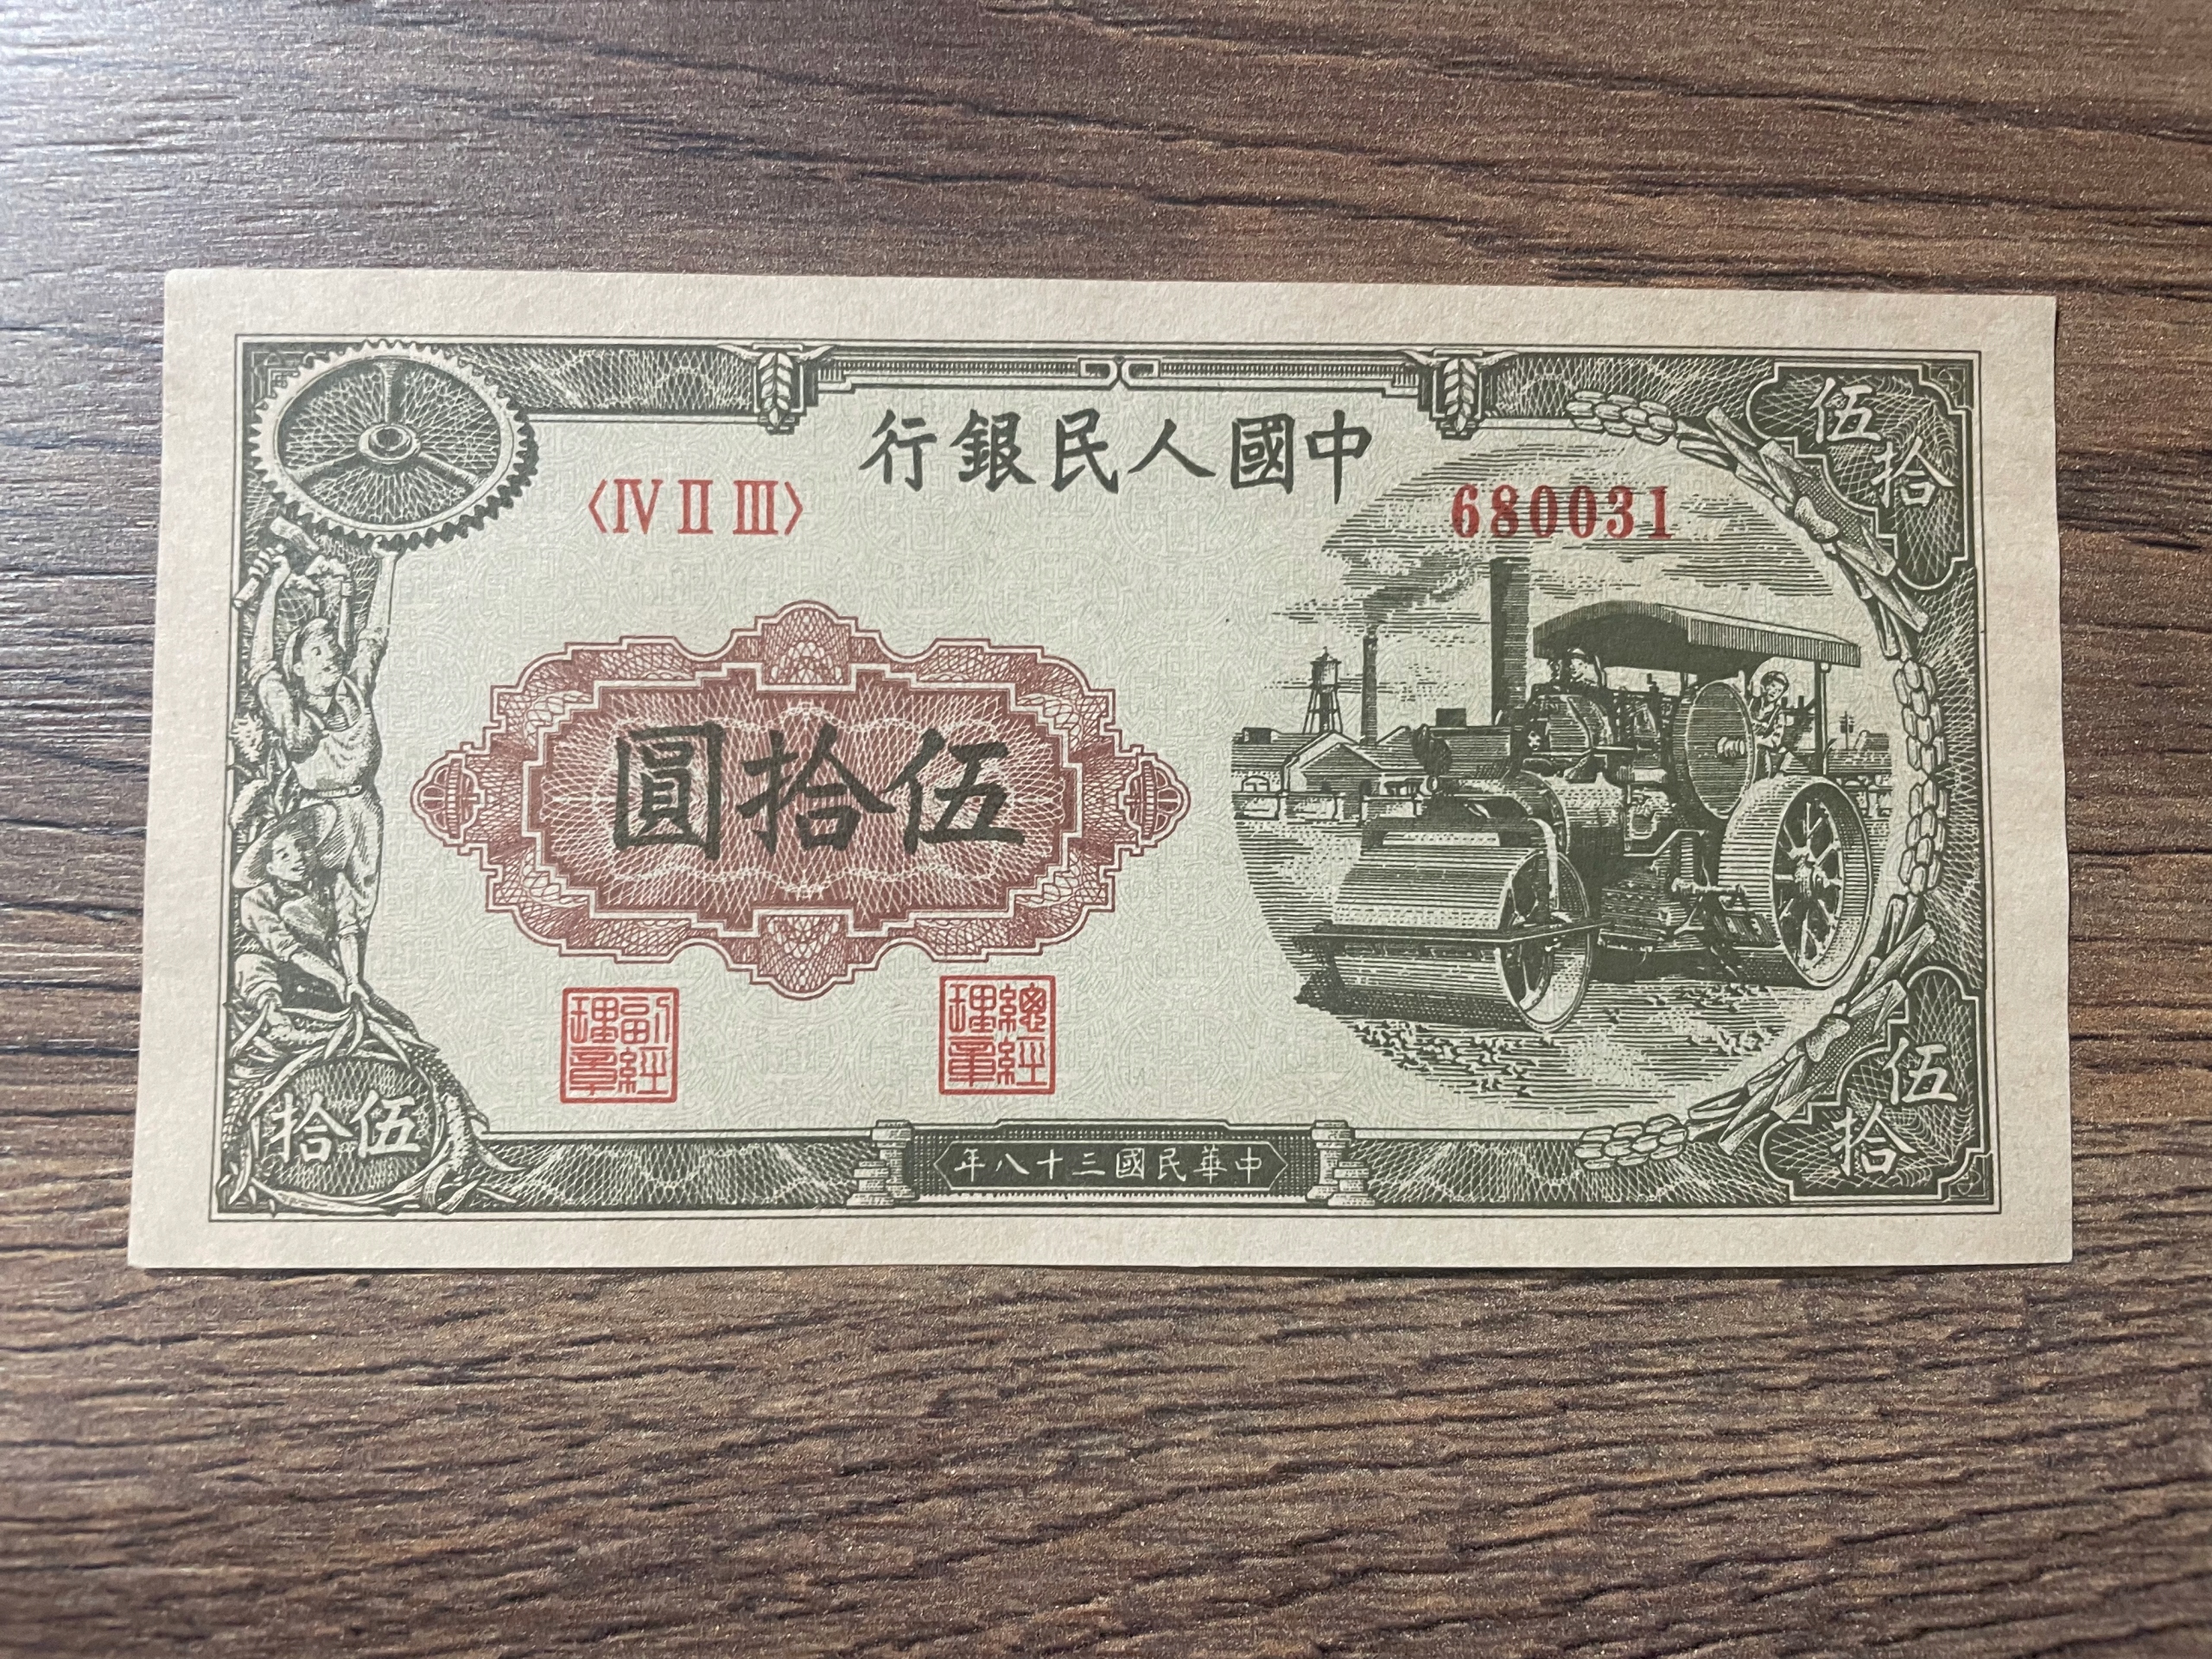 中國人民銀行
〈Ⅳ Ⅱ Ⅲ〉
680031
伍拾
伍拾圓
副經理章
總經理章
伍拾
伍拾
中華民國三十八年